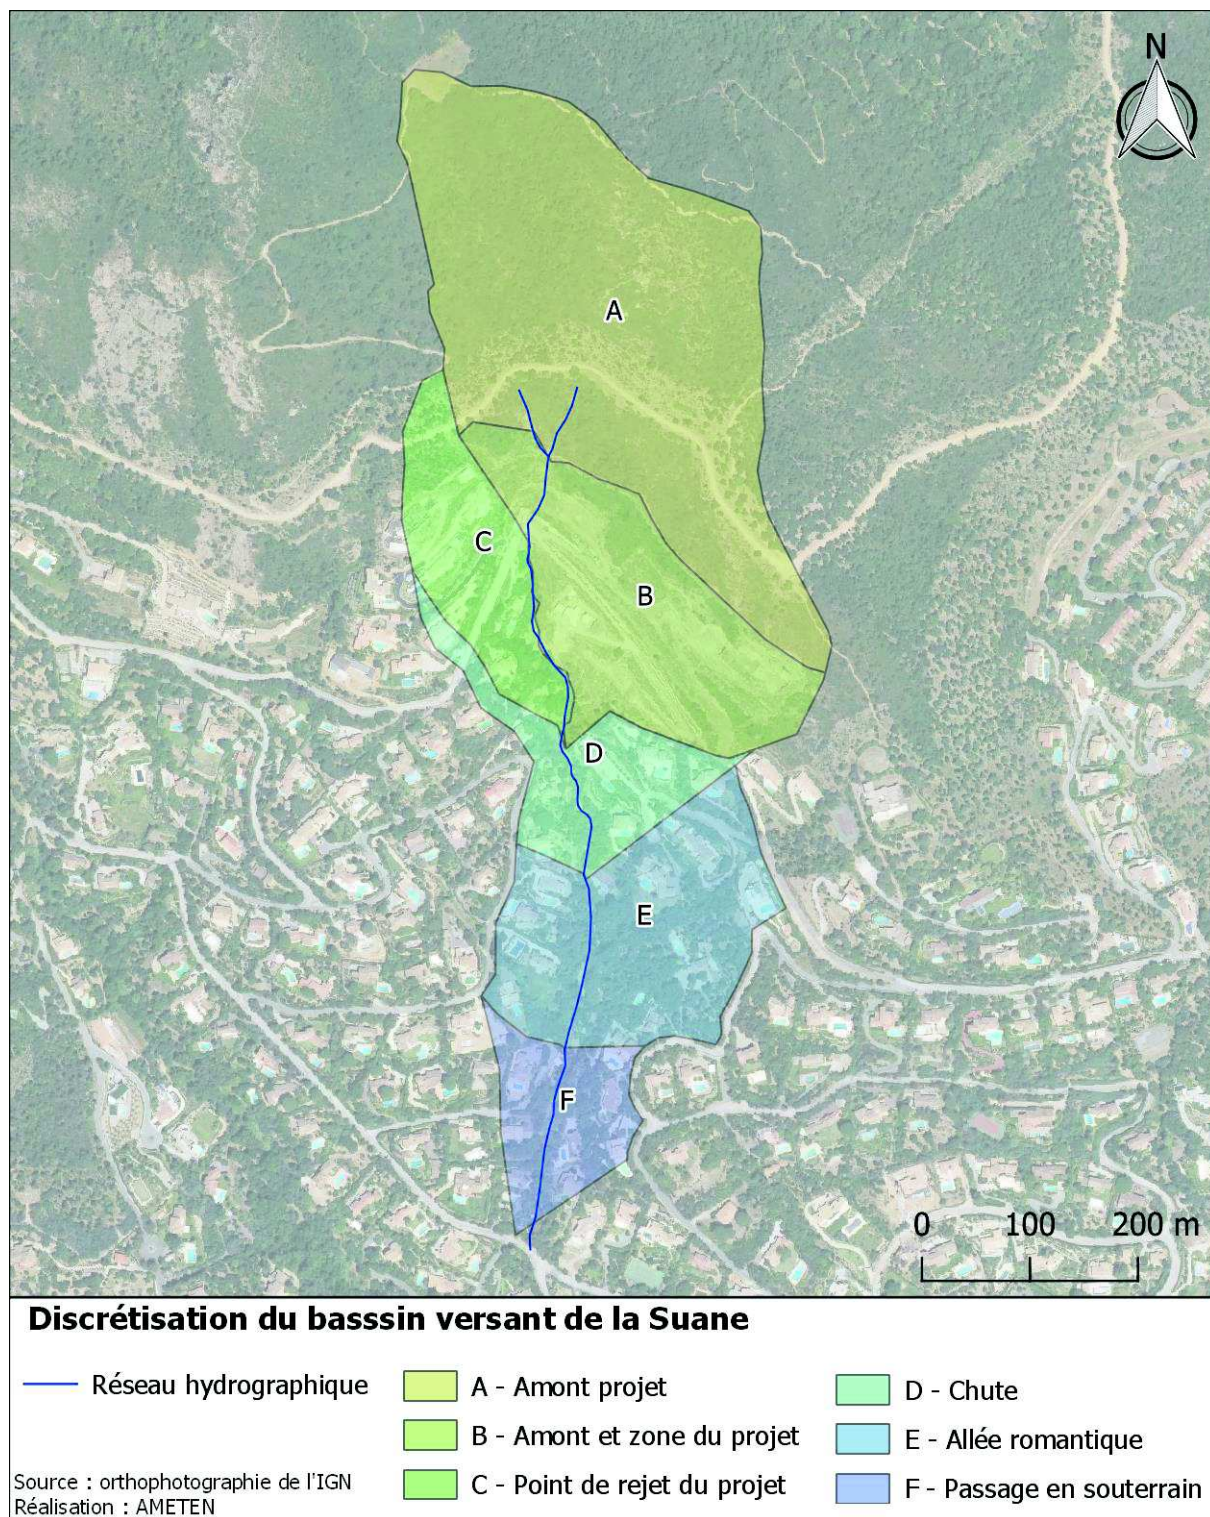 N
A
C
B
D
E
F
0 100 200 m
Discrétisation du basssin versant de la Suane
Réseau hydrographique
A - Amont projet
B - Amont et zone du projet
C - Point de rejet du projet
D - Chute
E - Allée romantique
F - Passage en souterrain
Source : orthophotographie de l'IGN
Réalisation : AMETEN